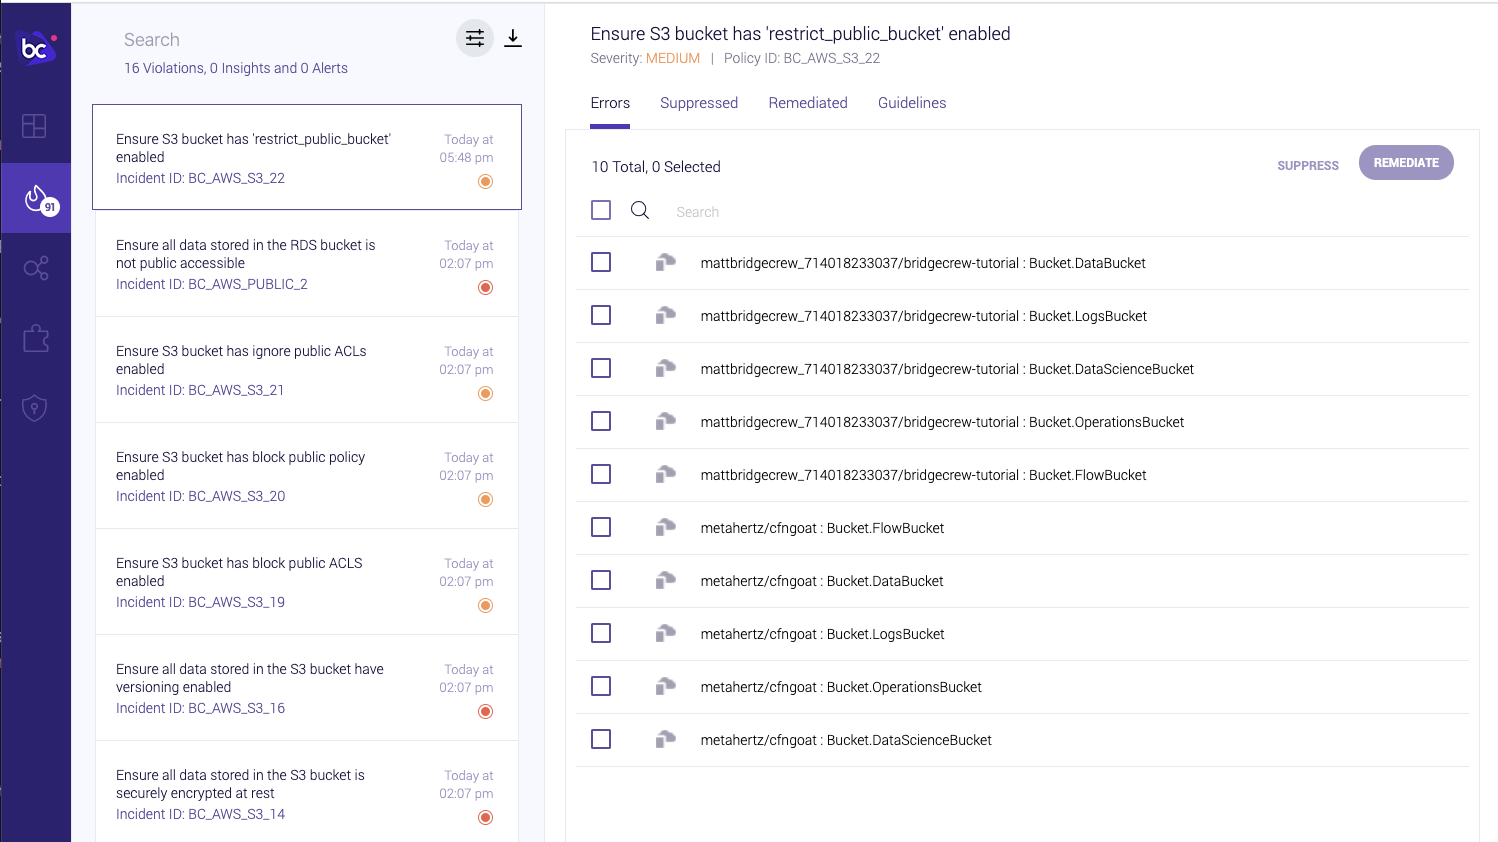 bc
91
Search
16 Violations, 0 Insights and 0 Alerts
Ensure S3 bucket has 'restrict_public_bucket'
enabled
Incident ID: BC_AWS_S3_22
Today at
05:48 pm
Ensure all data stored in the RDS bucket is
not public accessible
Incident ID: BC_AWS_PUBLIC_2
Today at
02:07 pm
Ensure S3 bucket has ignore public ACLs
enabled
Incident ID: BC_AWS_S3_21
Today at
02:07 pm
Ensure S3 bucket has block public policy
enabled
Incident ID: BC_AWS_S3_20
Today at
02:07 pm
Ensure S3 bucket has block public ACLS
enabled
Incident ID: BC_AWS_S3_19
Today at
02:07 pm
Ensure all data stored in the S3 bucket have
versioning enabled
Incident ID: BC_AWS_S3_16
Today at
02:07 pm
Ensure all data stored in the S3 bucket is
securely encrypted at rest
Incident ID: BC_AWS_S3_14
Today at
02:07 pm
Ensure S3 bucket has 'restrict_public_bucket' enabled
Severity: MEDIUM | Policy ID: BC_AWS_S3_22
Errors Suppressed Remediated Guidelines
10 Total, 0 Selected
SUPPRESS REMEDIATE
Search
mattbridgecrew_714018233037/bridgecrew-tutorial : Bucket.DataBucket
mattbridgecrew_714018233037/bridgecrew-tutorial : Bucket.LogsBucket
mattbridgecrew_714018233037/bridgecrew-tutorial : Bucket.DataScienceBucket
mattbridgecrew_714018233037/bridgecrew-tutorial : Bucket.OperationsBucket
mattbridgecrew_714018233037/bridgecrew-tutorial : Bucket.FlowBucket
metahertz/cfngoat : Bucket.FlowBucket
metahertz/cfngoat : Bucket.DataBucket
metahertz/cfngoat : Bucket.LogsBucket
metahertz/cfngoat : Bucket.OperationsBucket
metahertz/cfngoat : Bucket.DataScienceBucket